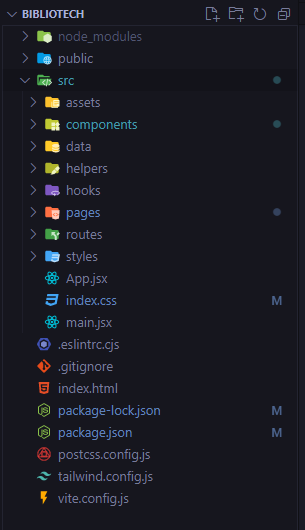 BIBLIOTECH
node_modules
public
src
assets
components
data
helpers
hooks
pages
routes
styles
App.jsx
index.css M
main.jsx
.eslintrc.cjs
.gitignore
index.html
package-lock.json M
package.json M
postcss.config.js
tailwind.config.js
vite.config.js